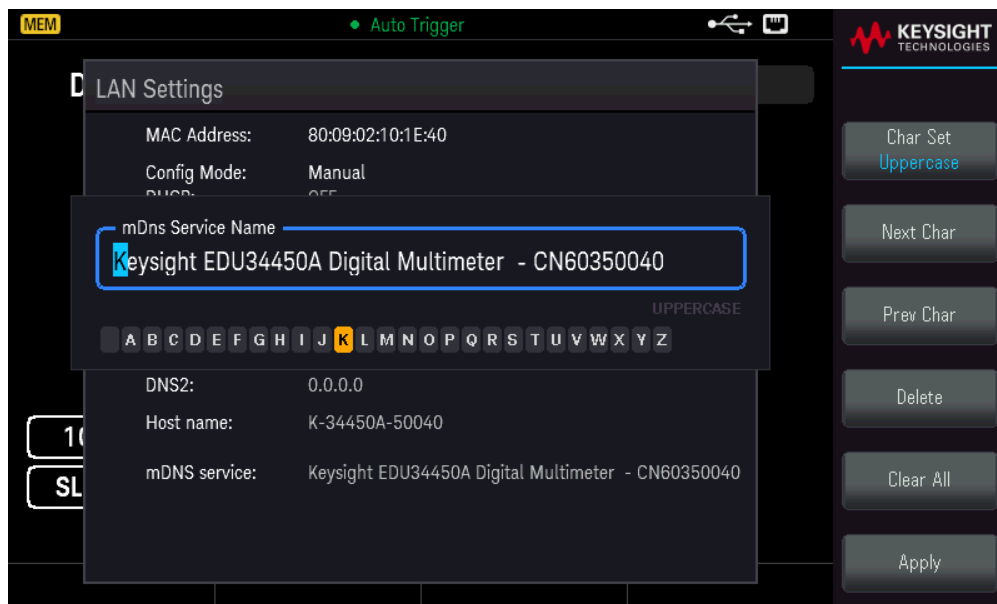 MEM
Auto Trigger
KEYSIGHT
TECHNOLOGIES
D
LAN Settings
MAC Address: 80:09:02:10:1E:40
Config Mode: Manual
mDns Service Name
Keysight EDU34450A Digital Multimeter - CN60350040
UPPERCASE
A B C D E F G H I J K L M N O P Q R S T U V W X Y Z
DNS2: 0.0.0.0
Host name: K-34450A-50040
mDNS service: Keysight EDU34450A Digital Multimeter - CN60350040
10
SL
Char Set
Uppercase
Next Char
Prev Char
Delete
Clear All
Apply